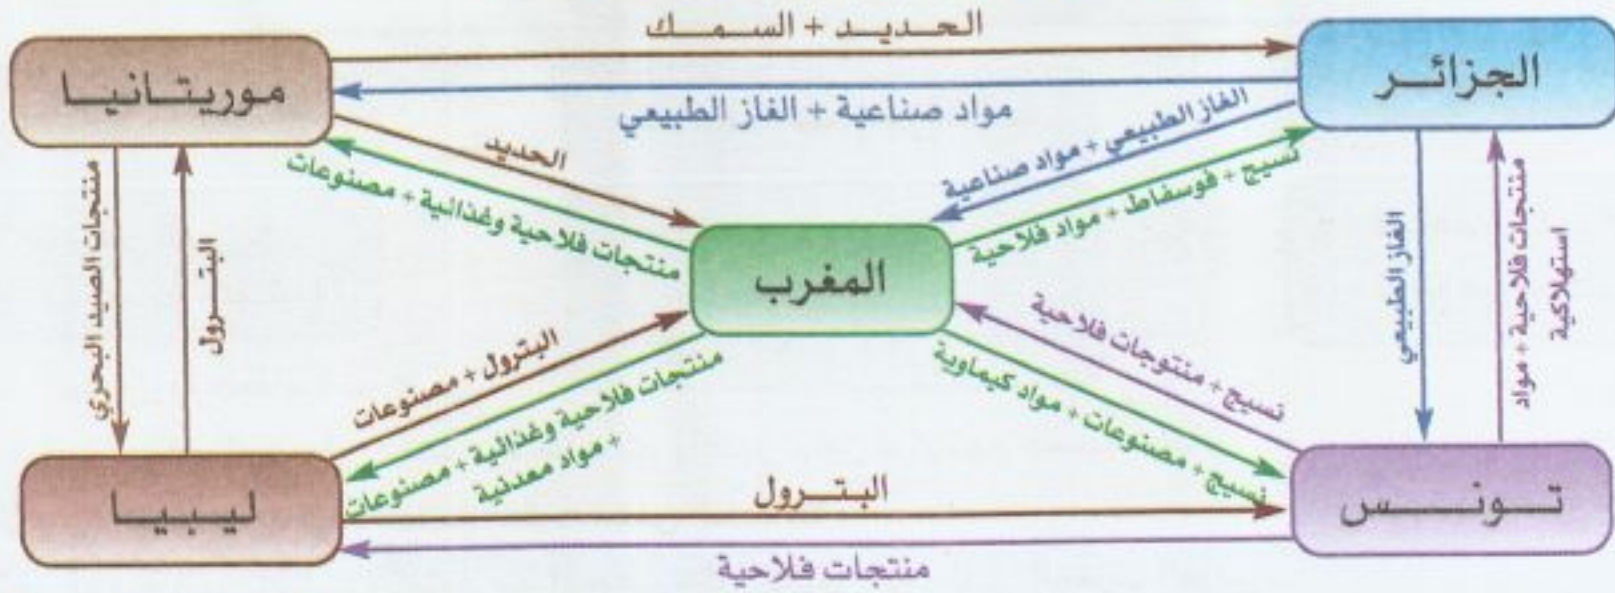 الحديد + السمك
موريتانيا
الجزائر
مواد صناعية + الغاز الطبيعي
الحديد
منتجات فلاحية وغذائية + مصنوعات
الغاز الطبيعي + مواد صناعية
نسيج + فوسفاط + مواد فلاحية
منتجات الصيد البحري
البترول
المغرب
الغاز الطبيعي
منتجات فلاحية + مواد
استهلاكية
البترول + مصنوعات
منتجات فلاحية وغذائية + مصنوعات
+ مواد معدنية
نسيج + منتوجات فلاحية
نسيج + مصنوعات + مواد كيماوية
ليبيا
البترول
تونس
منتجات فلاحية